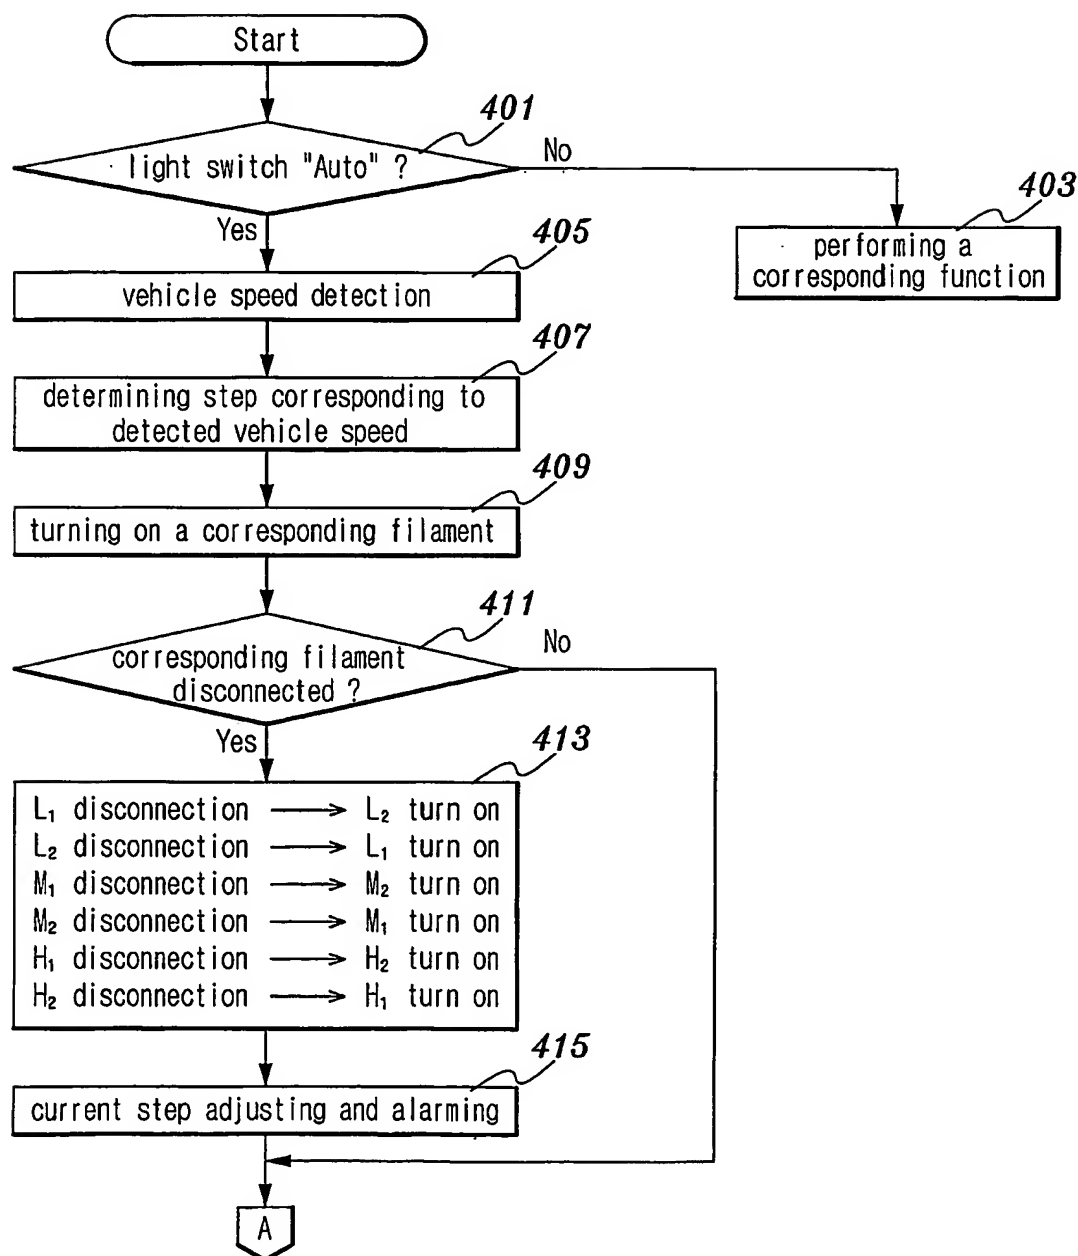 Start
401
light switch "Auto" ?
No
403
Yes
performing a
corresponding function
405
vehicle speed detection
407
determining step corresponding to
detected vehicle speed
409
turning on a corresponding filament
411
No
corresponding filament
disconnected ?
Yes
413
L₁ disconnection → L₂ turn on
L₂ disconnection → L₁ turn on
M₁ disconnection → M₂ turn on
M₂ disconnection → M₁ turn on
H₁ disconnection → H₂ turn on
H₂ disconnection → H₁ turn on
415
current step adjusting and alarming
A